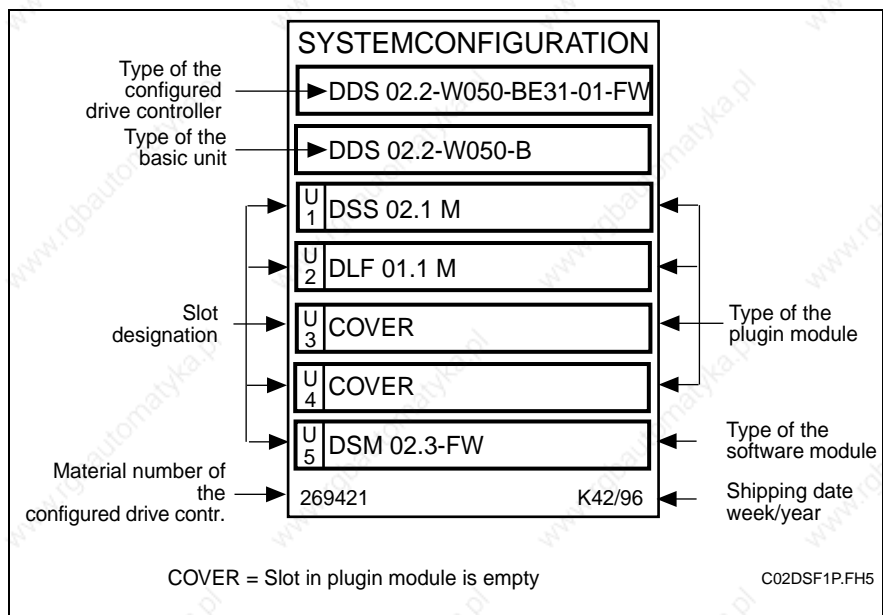 SYSTEMCONFIGURATION
Type of the
configured
drive controller
DDS 02.2-W050-BE31-01-FW
Type of the
basic unit
DDS 02.2-W050-B
U
1
DSS 02.1 M
U
2
DLF 01.1 M
Slot
designation
U
3
COVER
Type of the
plugin module
U
4
COVER
U
5
DSM 02.3-FW
Type of the
software module
Material number of
the
configured drive contr.
269421
K42/96
Shipping date
week/year
COVER = Slot in plugin module is empty
C02DSF1P.FH5
www.rgbautomatyka.pl